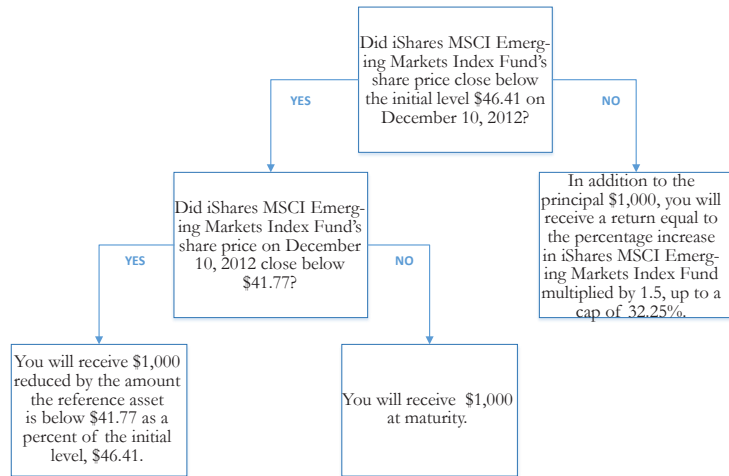 Did iShares MSCI Emerg-
ing Markets Index Fund's
share price close below
the initial level $46.41 on
December 10, 2012?
YES
NO
Did iShares MSCI Emerg-
ing Markets Index Fund's
share price on December
10, 2012 close below
$41.77?
In addition to the
principal $1,000, you will
receive a return equal to
the percentage increase
in iShares MSCI Emerg-
ing Markets Index Fund
multiplied by 1.5, up to a
cap of 32.25%.
YES
NO
You will receive $1,000
reduced by the amount
the reference asset
is below $41.77 as a
percent of the initial
level, $46.41.
You will receive $1,000
at maturity.